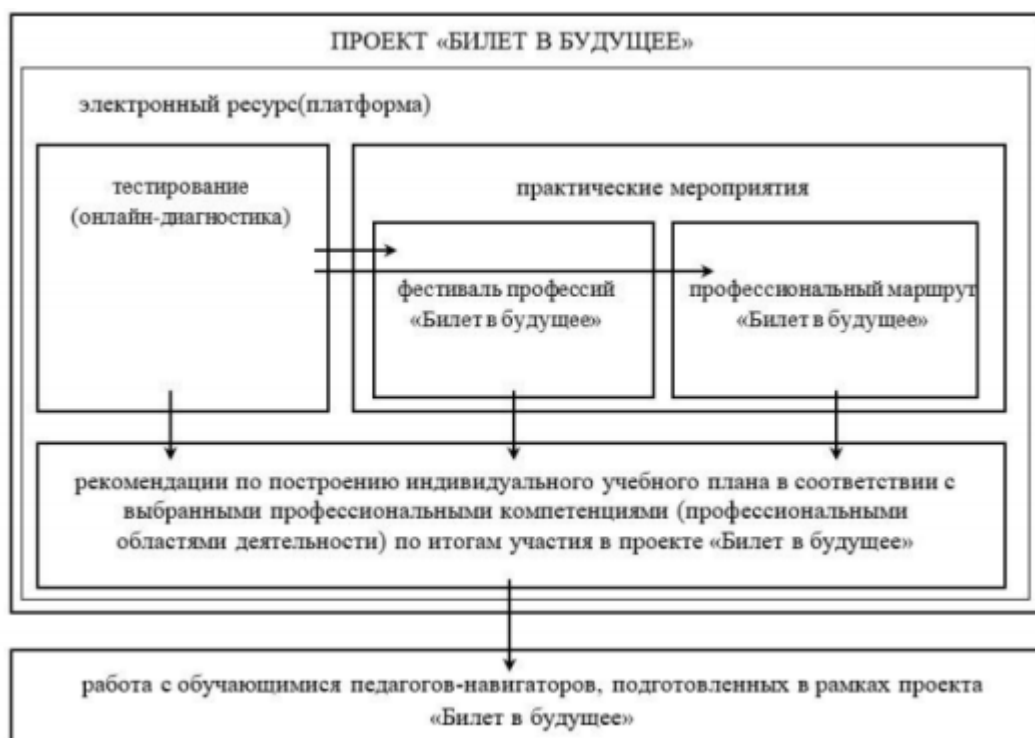 ПРОЕКТ «БИЛЕТ В БУДУЩЕЕ»
электронный ресурс(платформа)
тестирование
(онлайн-диагностика)
практические мероприятия
фестиваль профессий
«Билет в будущее»
профессиональный маршрут
«Билет в будущее»
рекомендации по построению индивидуального учебного плана в соответствии с
выбранными профессиональными компетенциями (профессиональными
областями деятельности) по итогам участия в проекте «Билет в будущее»
работа с обучающимися педагогов-навигаторов, подготовленных в рамках проекта
«Билет в будущее»